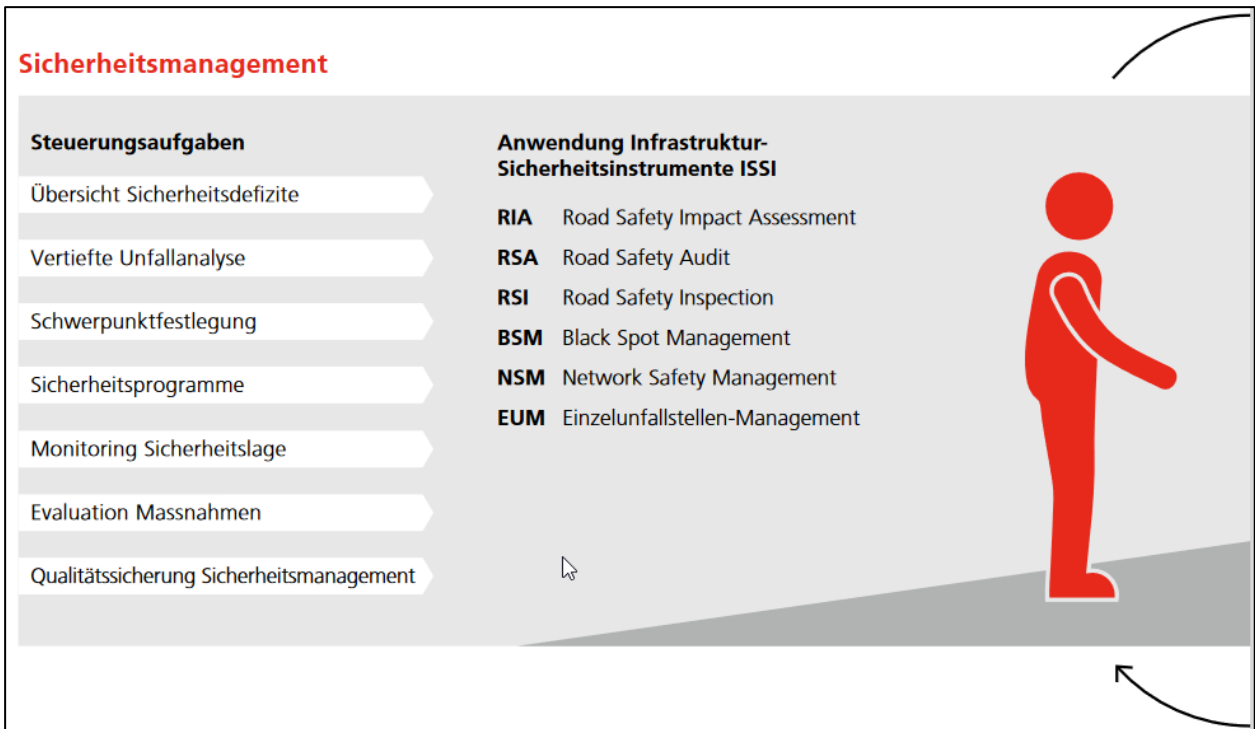 Sicherheitsmanagement
Steuerungsaufgaben
Übersicht Sicherheitsdefizite
Vertiefte Unfallanalyse
Schwerpunktfestlegung
Sicherheitsprogramme
Monitoring Sicherheitslage
Evaluation Massnahmen
Qualitätssicherung Sicherheitsmanagement
Anwendung Infrastruktur-
Sicherheitsinstrumente ISSI
RIA Road Safety Impact Assessment
RSA Road Safety Audit
RSI Road Safety Inspection
BSM Black Spot Management
NSM Network Safety Management
EUM Einzelunfallstellen-Management